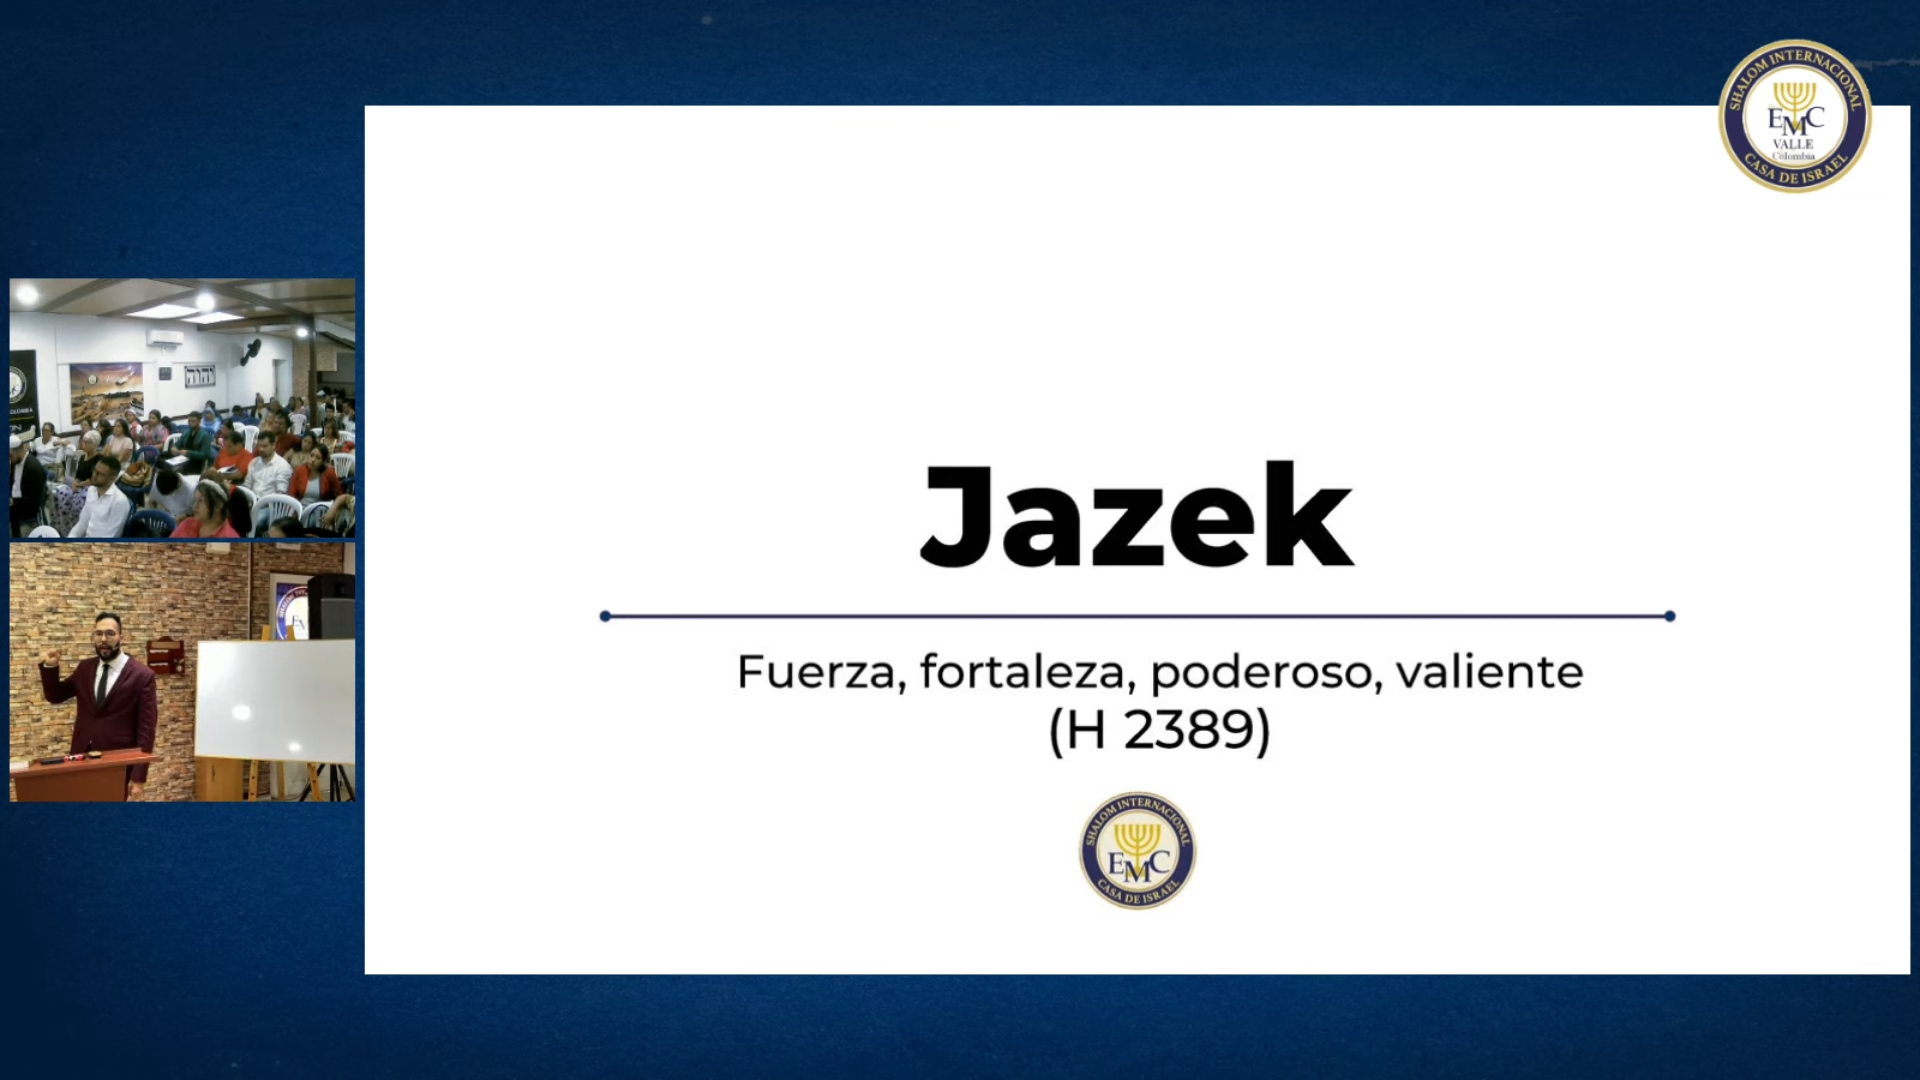 SHALOM INTERNACIONAL
EMC
VALLE
Colombia
CASA DE ISRAEL
יהוה
Jazek
Fuerza, fortaleza, poderoso, valiente
(H 2389)
SHALOM INTERNACIONAL
EMC
CASA DE ISRAEL